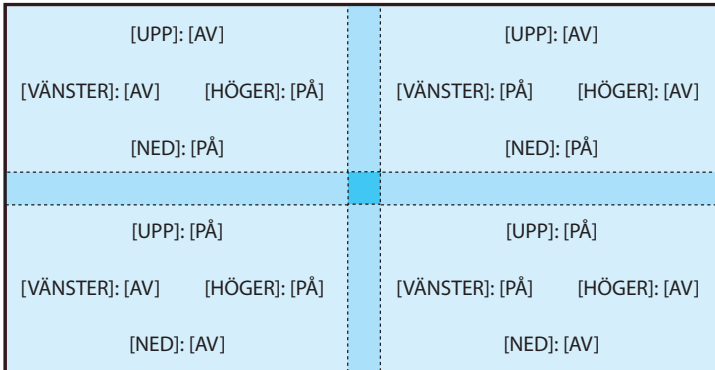 [UPP]: [AV]
[VÄNSTER]: [AV] [HÖGER]: [PÅ]
[NED]: [PÅ]
[UPP]: [AV]
[VÄNSTER]: [PÅ] [HÖGER]: [AV]
[NED]: [PÅ]
[UPP]: [PÅ]
[VÄNSTER]: [AV] [HÖGER]: [PÅ]
[NED]: [AV]
[UPP]: [PÅ]
[VÄNSTER]: [PÅ] [HÖGER]: [AV]
[NED]: [AV]